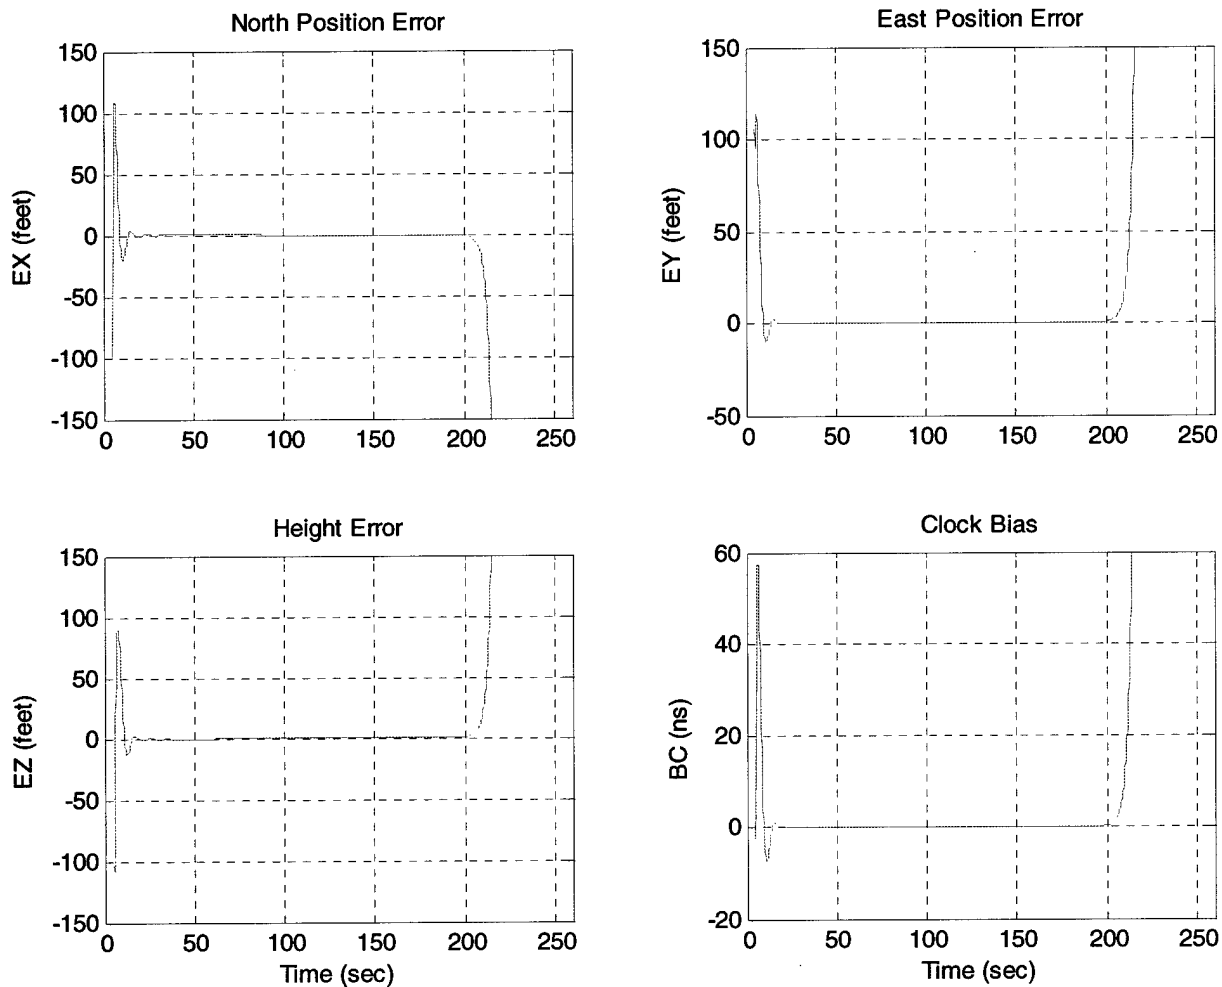 North Position Error
150
100
50
0
-50
-100
-150
EX (feet)
0 50 100 150 200 250
East Position Error
150
100
50
0
-50
EY (feet)
0 50 100 150 200 250
Height Error
150
100
50
0
-50
-100
-150
EZ (feet)
0 50 100 150 200 250
Time (sec)
Clock Bias
60
40
20
0
-20
BC (ns)
0 50 100 150 200 250
Time (sec)